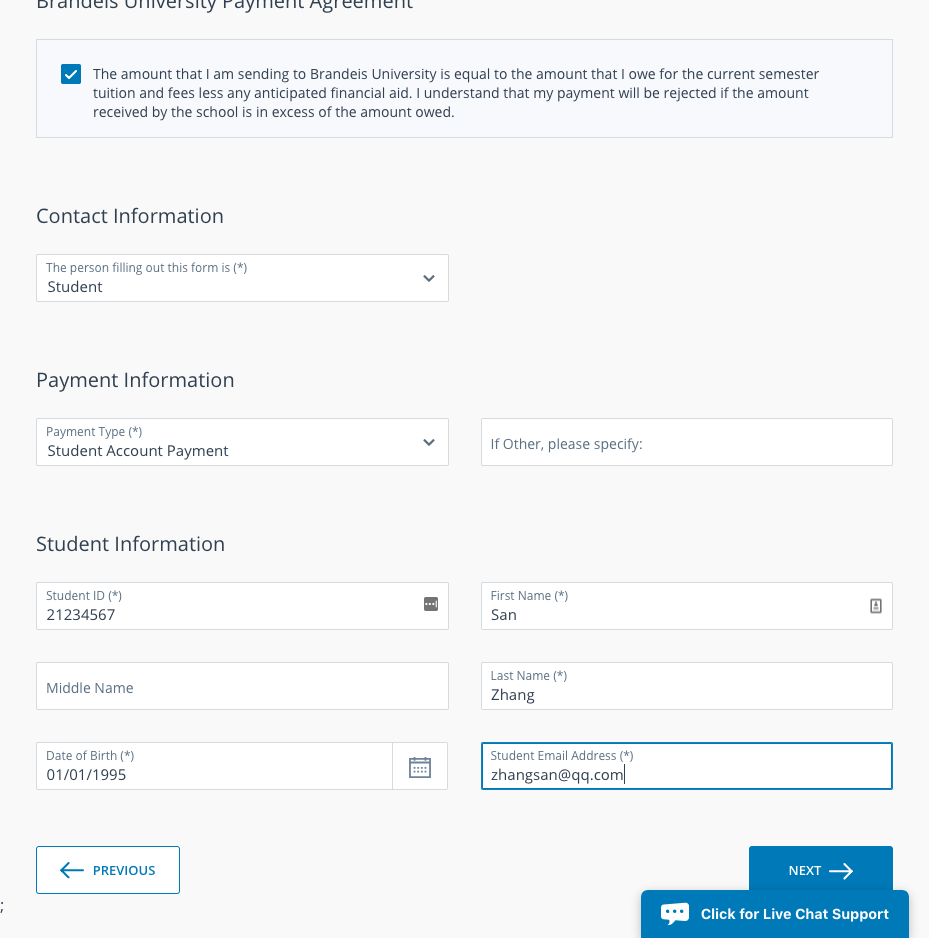 Brandeis University Payment Agreement
The amount that I am sending to Brandeis University is equal to the amount that I owe for the current semester
tuition and fees less any anticipated financial aid. I understand that my payment will be rejected if the amount
received by the school is in excess of the amount owed.
Contact Information
The person filling out this form is (*)
Student
Payment Information
Payment Type (*)
Student Account Payment
If Other, please specify:
Student Information
Student ID (*)
21234567
First Name (*)
San
Middle Name
Last Name (*)
Zhang
Date of Birth (*)
01/01/1995
Student Email Address (*)
zhangsan@qq.com
PREVIOUS
NEXT
;
Click for Live Chat Support